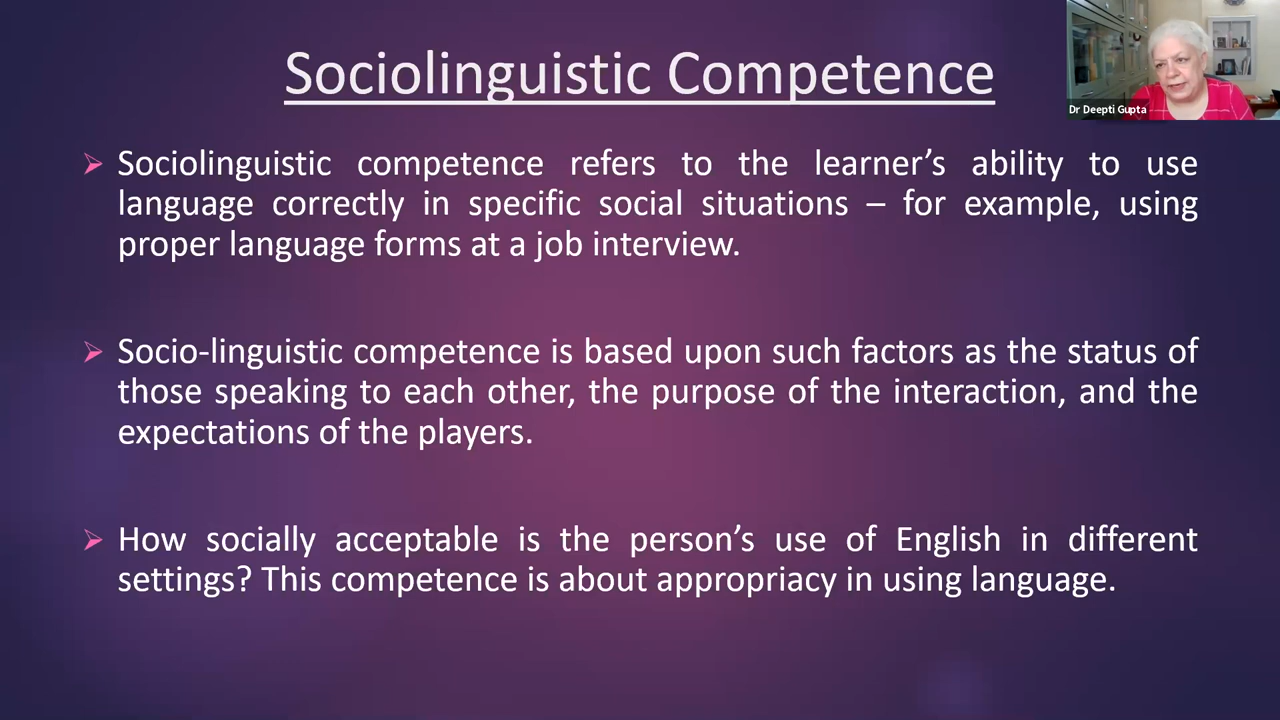 Sociolinguistic Competence
Dr Deepti Gupta
Sociolinguistic competence refers to the learner’s ability to use
language correctly in specific social situations – for example, using
proper language forms at a job interview.
Socio-linguistic competence is based upon such factors as the status of
those speaking to each other, the purpose of the interaction, and the
expectations of the players.
How socially acceptable is the person’s use of English in different
settings? This competence is about appropriacy in using language.